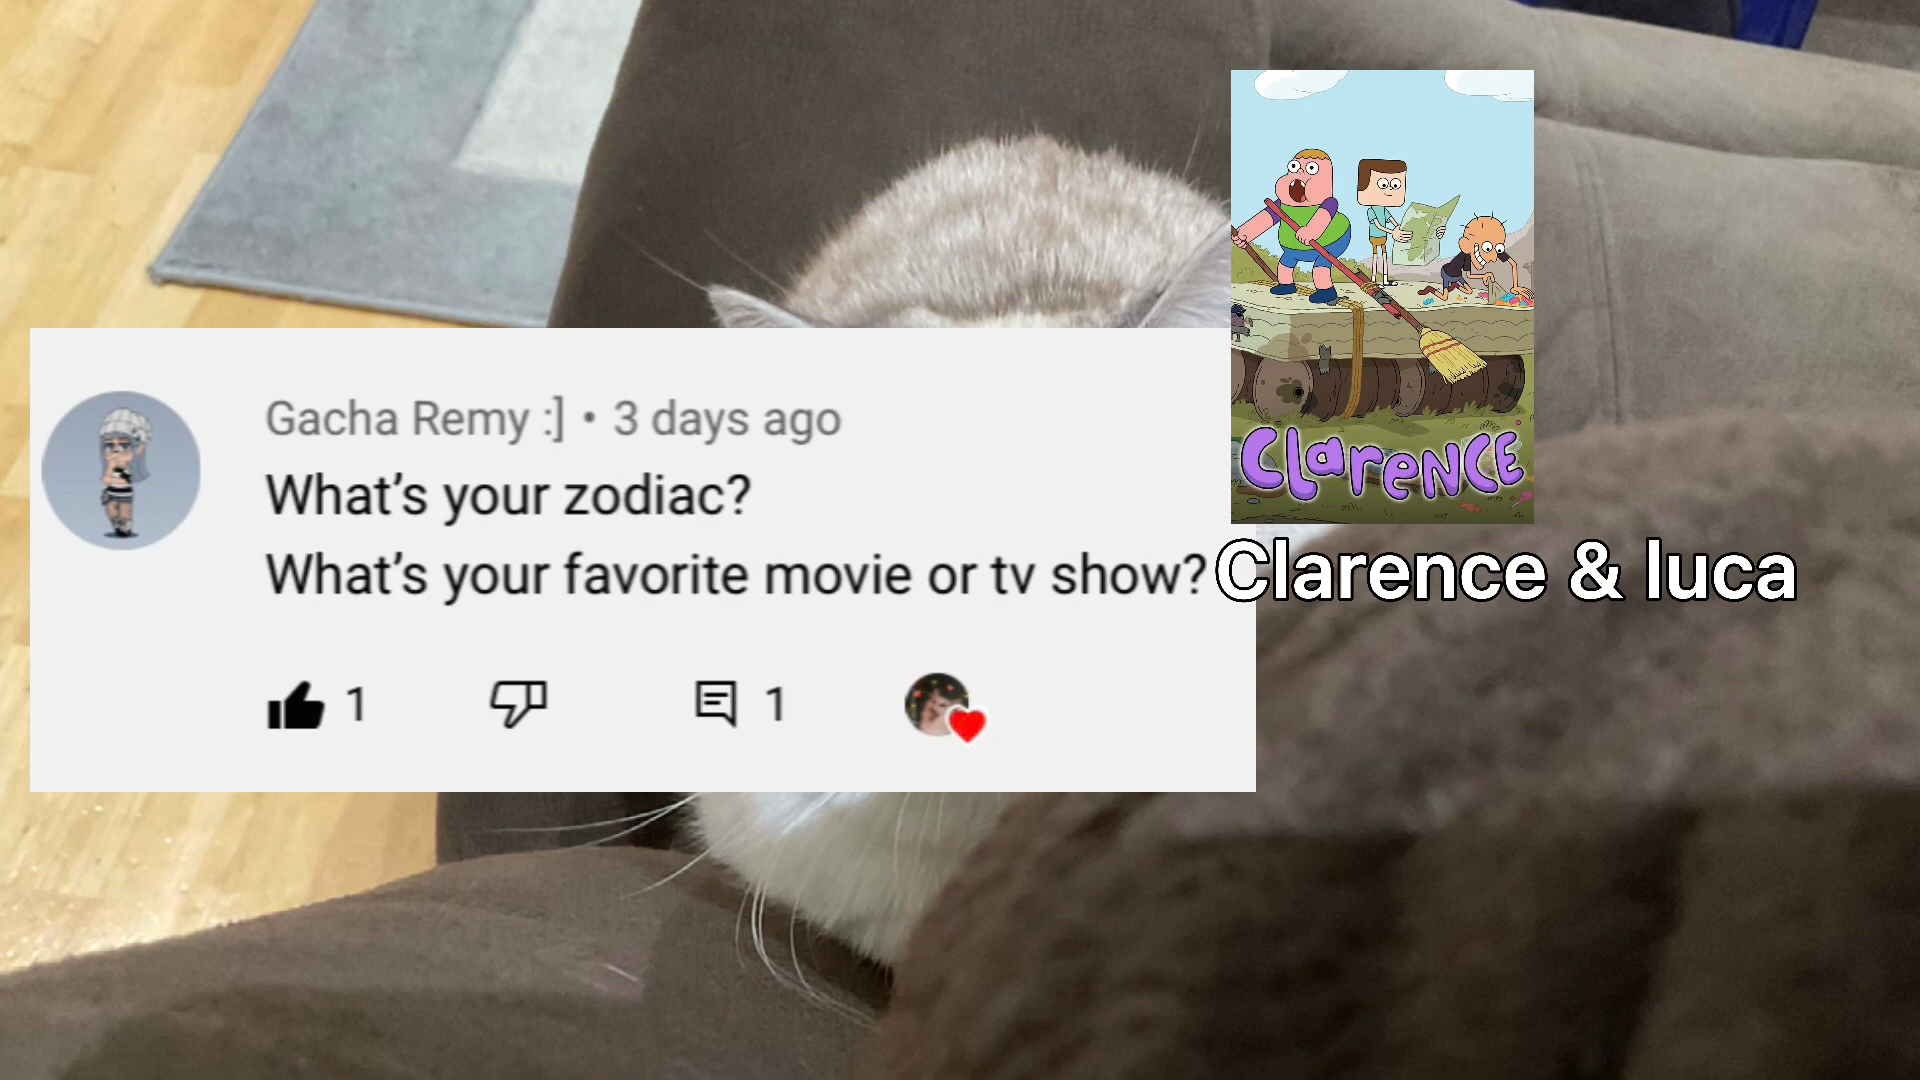 Gacha Remy :] • 3 days ago
What's your zodiac?
What's your favorite movie or tv show?
1
1
Clarence
Clarence & luca